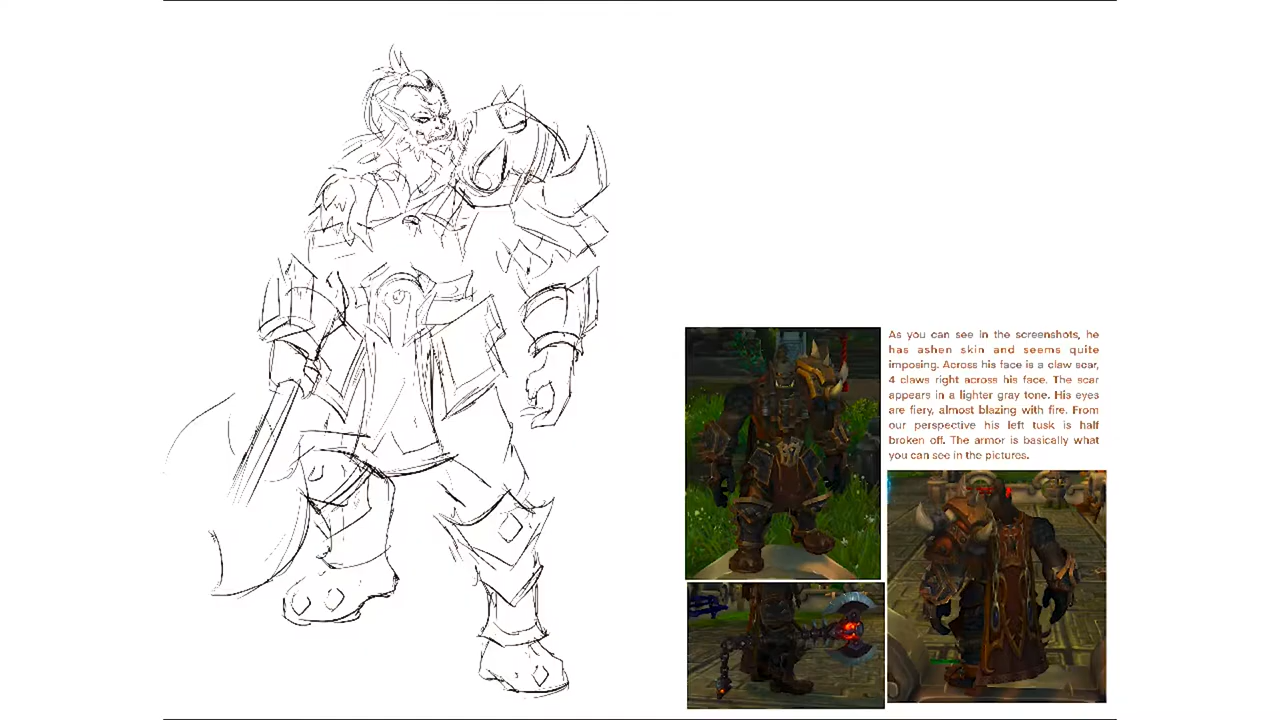 As you can see in the screenshots, he
has ashen skin and seems quite
imposing. Across his face is a claw scar,
4 claws right across his face. The scar
appears in a lighter gray tone. His eyes
are fiery, almost blazing with fire. From
our perspective his left tusk is half
broken off. The armor is basically what
you can see in the pictures.